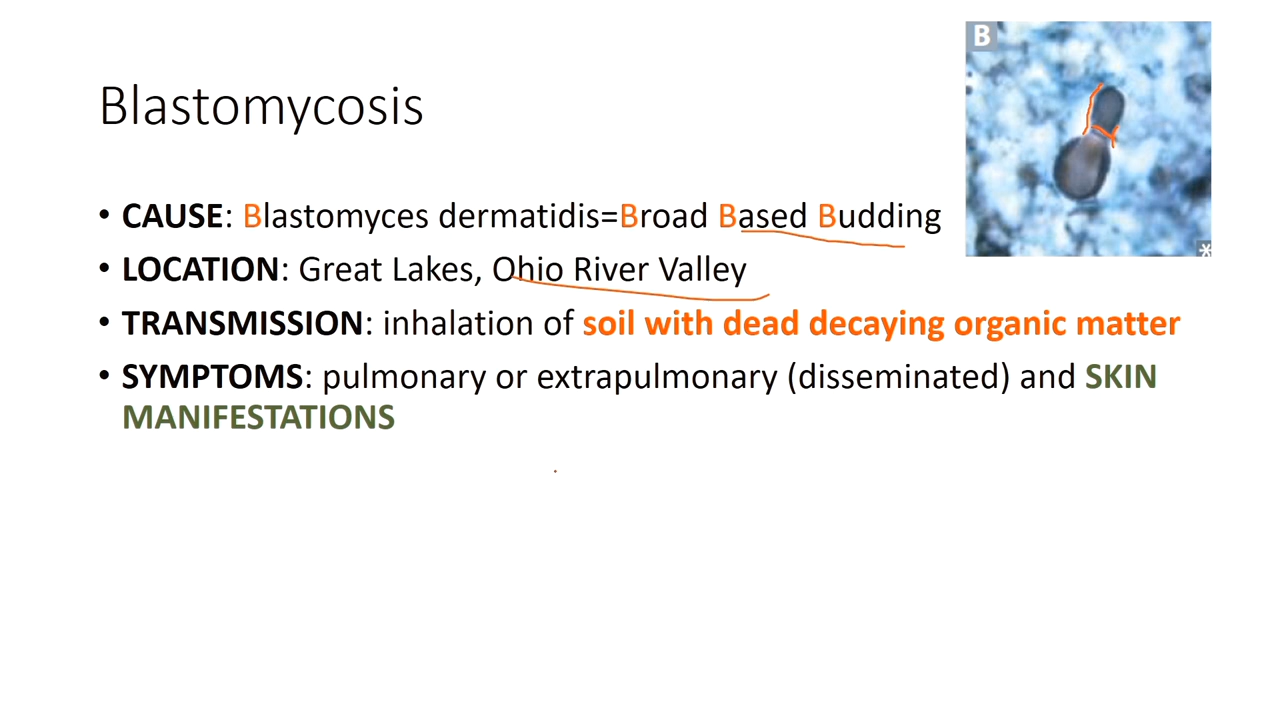 B
Blastomycosis
• CAUSE: Blastomyces dermatidis=Broad Based Budding
• LOCATION: Great Lakes, Ohio River Valley
• TRANSMISSION: inhalation of soil with dead decaying organic matter
• SYMPTOMS: pulmonary or extrapulmonary (disseminated) and SKIN
MANIFESTATIONS
*